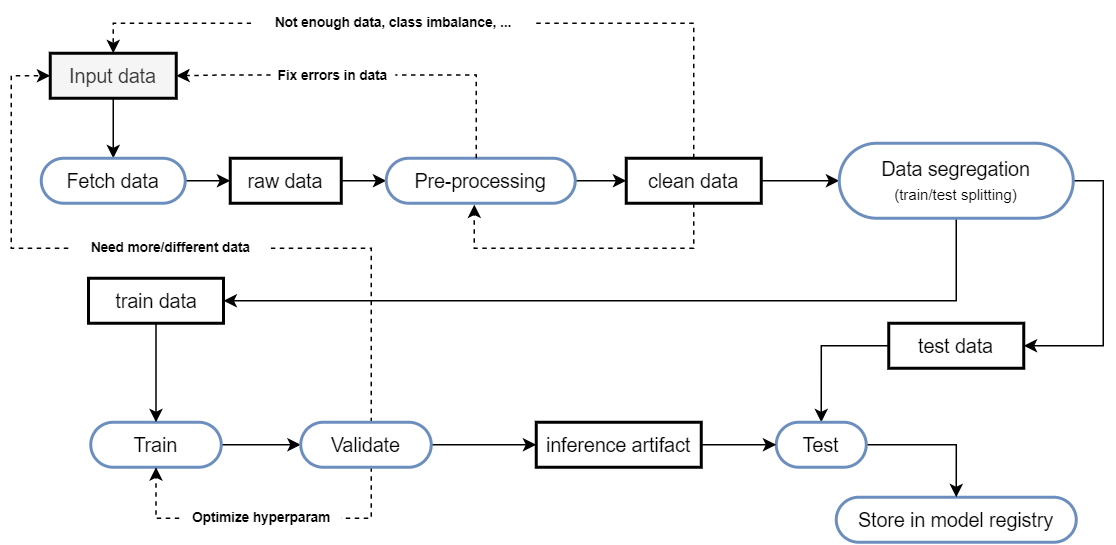 Not enough data, class imbalance, ...
Input data
Fix errors in data
Fetch data
raw data
Pre-processing
clean data
Data segregation
(train/test splitting)
Need more/different data
train data
test data
Train
Validate
inference artifact
Test
Optimize hyperparam
Store in model registry